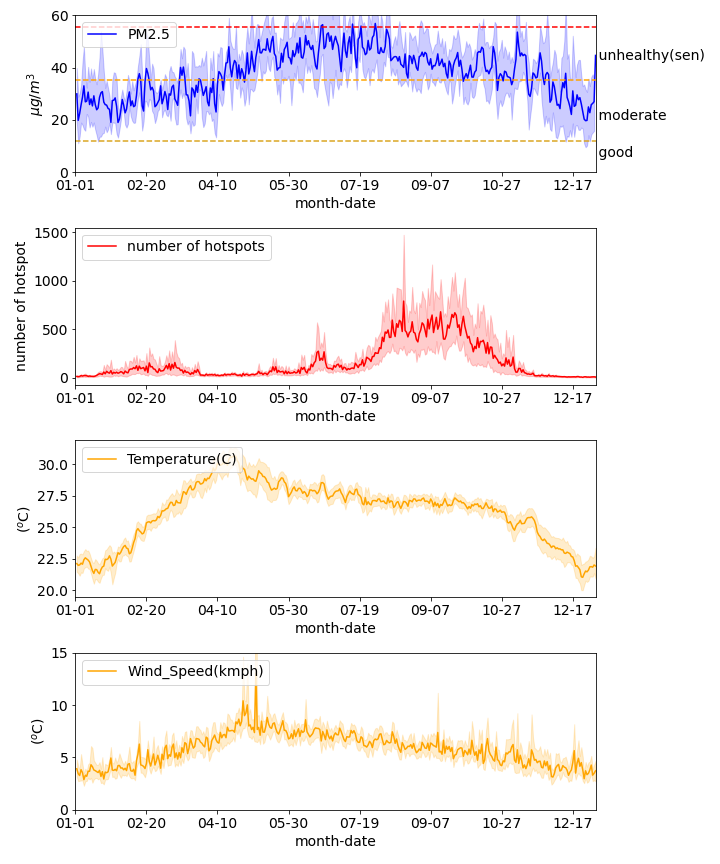 60
PM2.5
unhealthy(sen)
40
μg/m³
20
moderate
good
0
01-01 02-20 04-10 05-30 07-19 09-07 10-27 12-17
month-date
1500
number of hotspots
1000
number of hotspot
500
0
01-01 02-20 04-10 05-30 07-19 09-07 10-27 12-17
month-date
Temperature(C)
30.0
27.5
(°C)
25.0
22.5
20.0
01-01 02-20 04-10 05-30 07-19 09-07 10-27 12-17
month-date
15
Wind_Speed(kmph)
10
(°C)
5
0
01-01 02-20 04-10 05-30 07-19 09-07 10-27 12-17
month-date